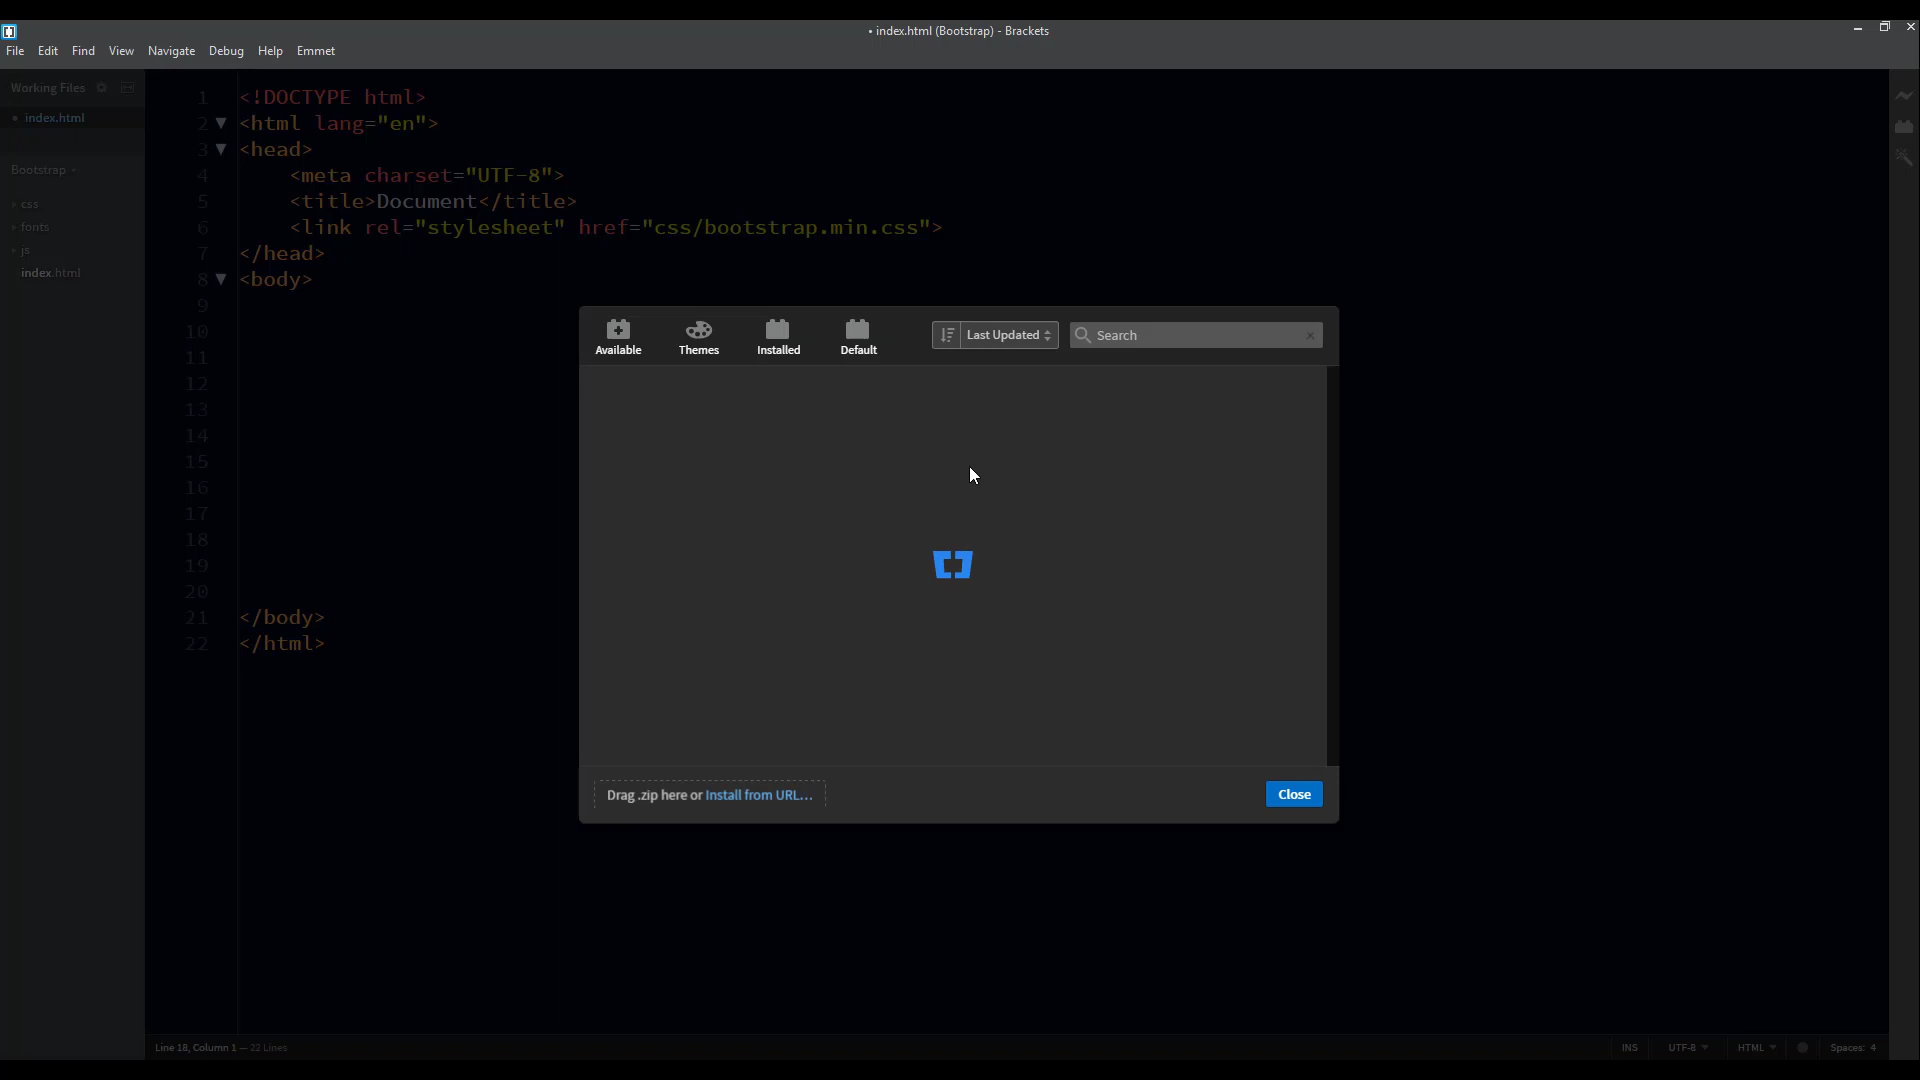 • index.html (Bootstrap) - Brackets
File Edit Find View Navigate Debug Help Emmet
Working Files
• index.html
Bootstrap
css
fonts
js
index.html
1 <!DOCTYPE html>
2 <html lang="en">
3 <head>
4 <meta charset="UTF-8">
5 <title>Document</title>
6 <link rel="stylesheet" href="css/bootstrap.min.css">
7 </head>
8 <body>
9
10
11
12
13
14
15
16
17
18
19
20
21 </body>
22 </html>
Available Themes Installed Default Last Updated Search ×
Drag .zip here or Install from URL... Close
Line 18, Column 1 — 22 Lines INS UTF-8 HTML Spaces: 4